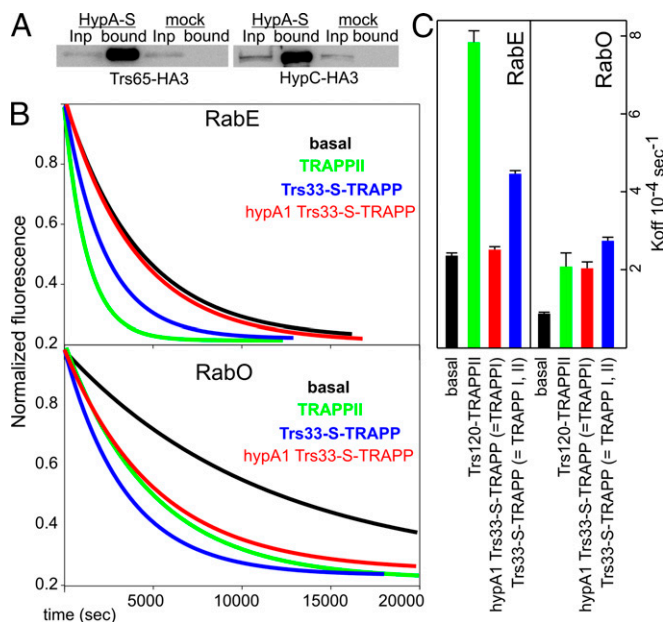 A
HypA-S mock
Inp bound Inp bound
Trs65-HA3
HypA-S mock
Inp bound Inp bound
HypC-HA3
B
Normalized fluorescence
RabE
basal
TRAPPII
Trs33-S-TRAPP
hypA1 Trs33-S-TRAPP
0.8
0.6
0.4
0.2
RabO
basal
TRAPPII
Trs33-S-TRAPP
hypA1 Trs33-S-TRAPP
0.8
0.6
0.4
0.2
time (sec) 5000 10000 15000 20000
C
RabE
RabO
8
6
4
2
Koff 10-4 sec-1
basal
Trs120-TRAPPII
hypA1 Trs33-S-TRAPP (=TRAPPI)
Trs33-S-TRAPP (= TRAPP I, II)
basal
Trs120-TRAPPII
hypA1 Trs33-S-TRAPP (=TRAPPI)
Trs33-S-TRAPP (= TRAPP I, II)